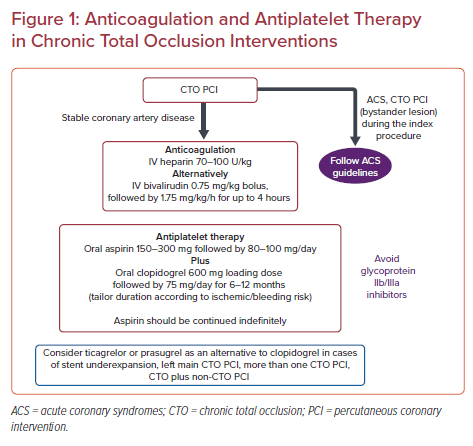 Figure 1: Anticoagulation and Antiplatelet Therapy
in Chronic Total Occlusion Interventions
CTO PCI
Stable coronary artery disease
ACS, CTO PCI
(bystander lesion)
during the index
procedure
Anticoagulation
IV heparin 70–100 U/kg
Alternatively
IV bivalirudin 0.75 mg/kg bolus,
followed by 1.75 mg/kg/h for up to 4 hours
Follow ACS
guidelines
Antiplatelet therapy
Oral aspirin 150–300 mg followed by 80–100 mg/day
Plus
Oral clopidogrel 600 mg loading dose
followed by 75 mg/day for 6–12 months
(tailor duration according to ischemic/bleeding risk)
Aspirin should be continued indefinitely
Avoid
glycoprotein
IIb/IIIa
inhibitors
Consider ticagrelor or prasugrel as an alternative to clopidogrel in cases
of stent underexpansion, left main CTO PCI, more than one CTO PCI,
CTO plus non-CTO PCI
ACS = acute coronary syndromes; CTO = chronic total occlusion; PCI = percutaneous coronary
intervention.